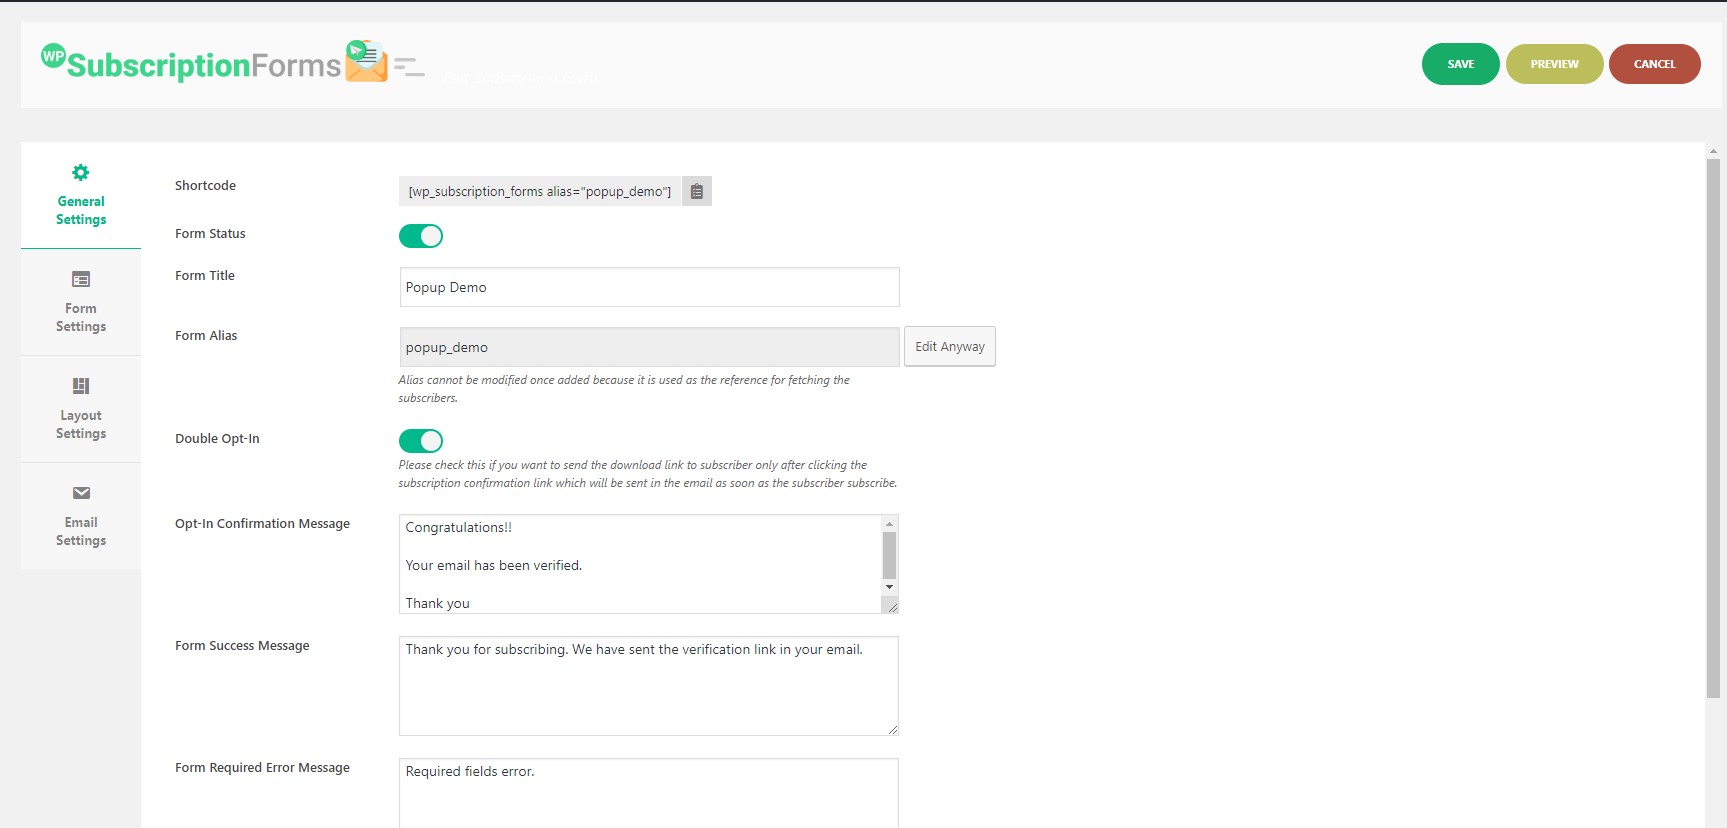 WP SubscriptionForms
SAVE
PREVIEW
CANCEL
General
Settings
Form
Settings
Layout
Settings
Email
Settings
Shortcode
[wp_subscription_forms alias="popup_demo"]
Form Status
Form Title
Popup Demo
Form Alias
popup_demo
Edit Anyway
Alias cannot be modified once added because it is used as the reference for fetching the
subscribers.
Double Opt-In
Please check this if you want to send the download link to subscriber only after clicking the
subscription confirmation link which will be sent in the email as soon as the subscriber subscribe.
Opt-In Confirmation Message
Congratulations!!
Your email has been verified.
Thank you
Form Success Message
Thank you for subscribing. We have sent the verification link in your email.
Form Required Error Message
Required fields error.